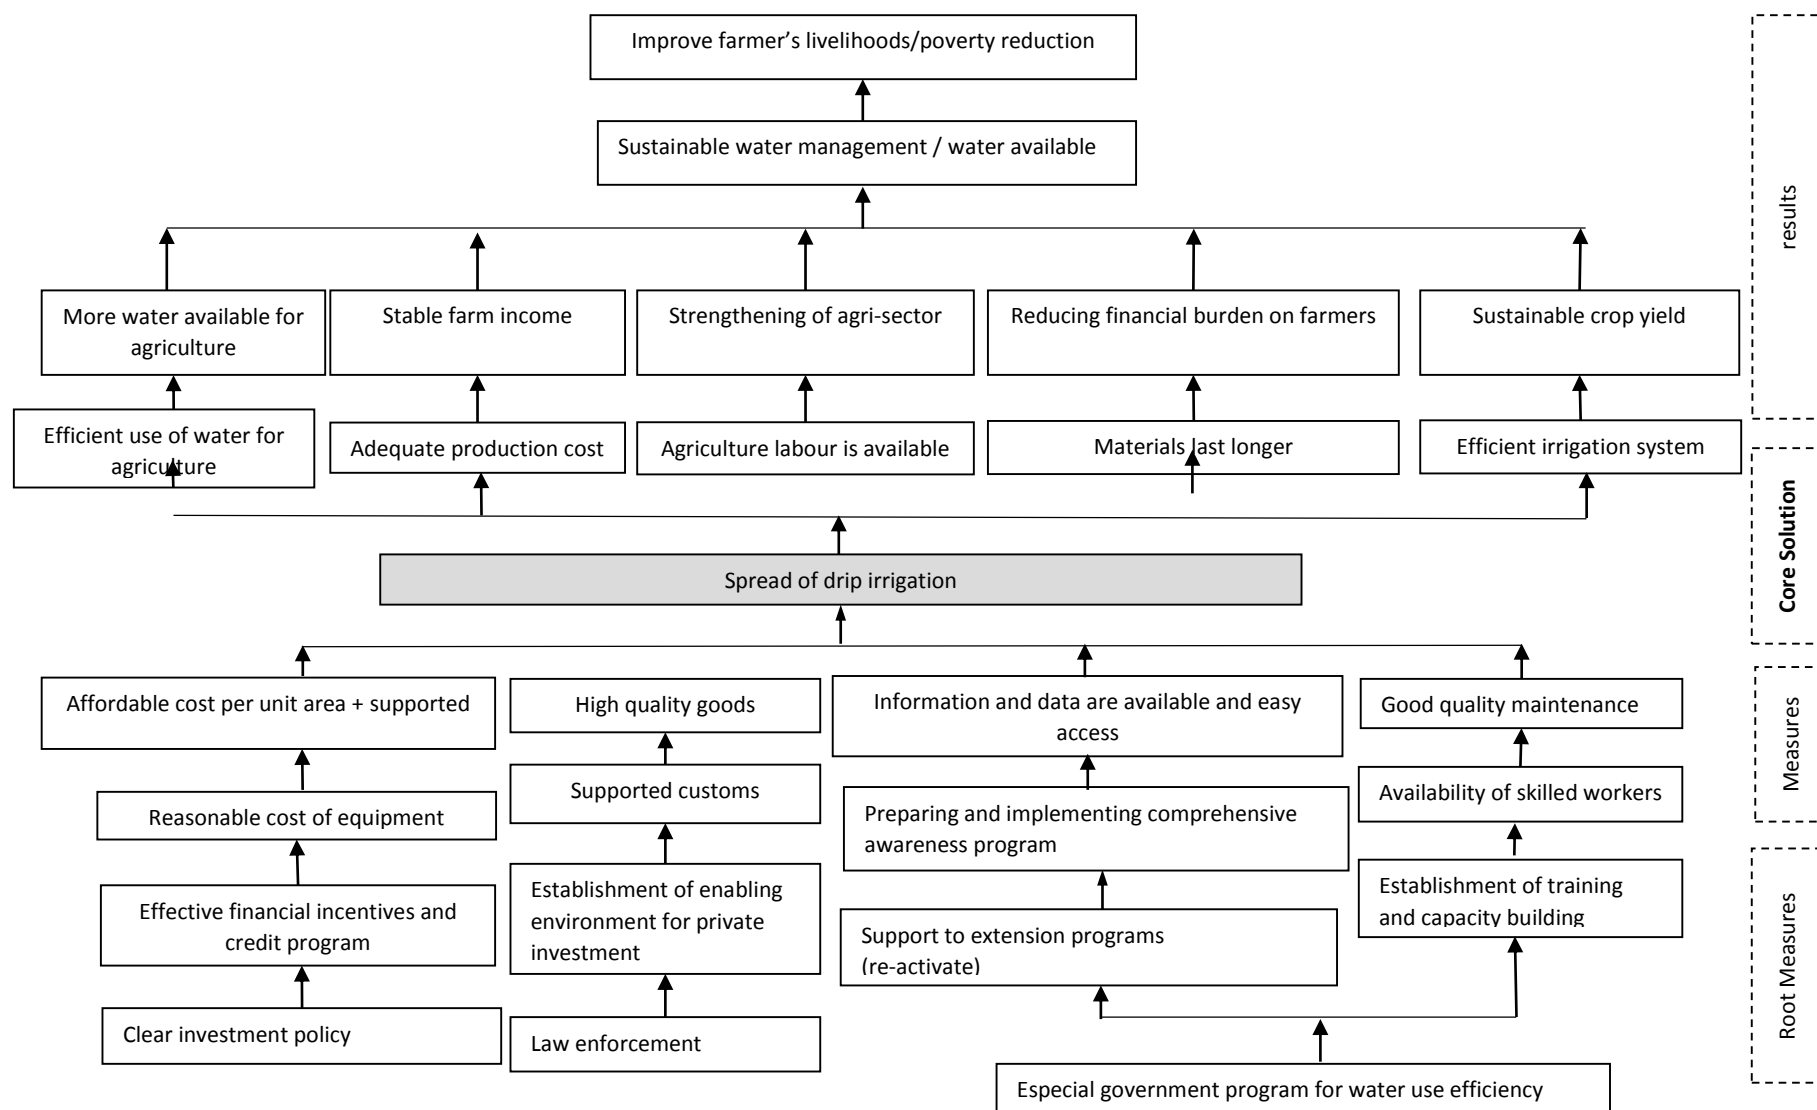 Improve farmer’s livelihoods/poverty reduction
Sustainable water management / water available
results
More water available for
agriculture
Stable farm income
Strengthening of agri-sector
Reducing financial burden on farmers
Sustainable crop yield
Efficient use of water for
agriculture
Adequate production cost
Agriculture labour is available
Materials last longer
Efficient irrigation system
Core Solution
Spread of drip irrigation
Affordable cost per unit area + supported
High quality goods
Information and data are available and easy
access
Good quality maintenance
Measures
Reasonable cost of equipment
Supported customs
Preparing and implementing comprehensive
awareness program
Availability of skilled workers
Effective financial incentives and
credit program
Establishment of enabling
environment for private
investment
Support to extension programs
(re-activate)
Establishment of training
and capacity building
Root Measures
Clear investment policy
Law enforcement
Especial government program for water use efficiency